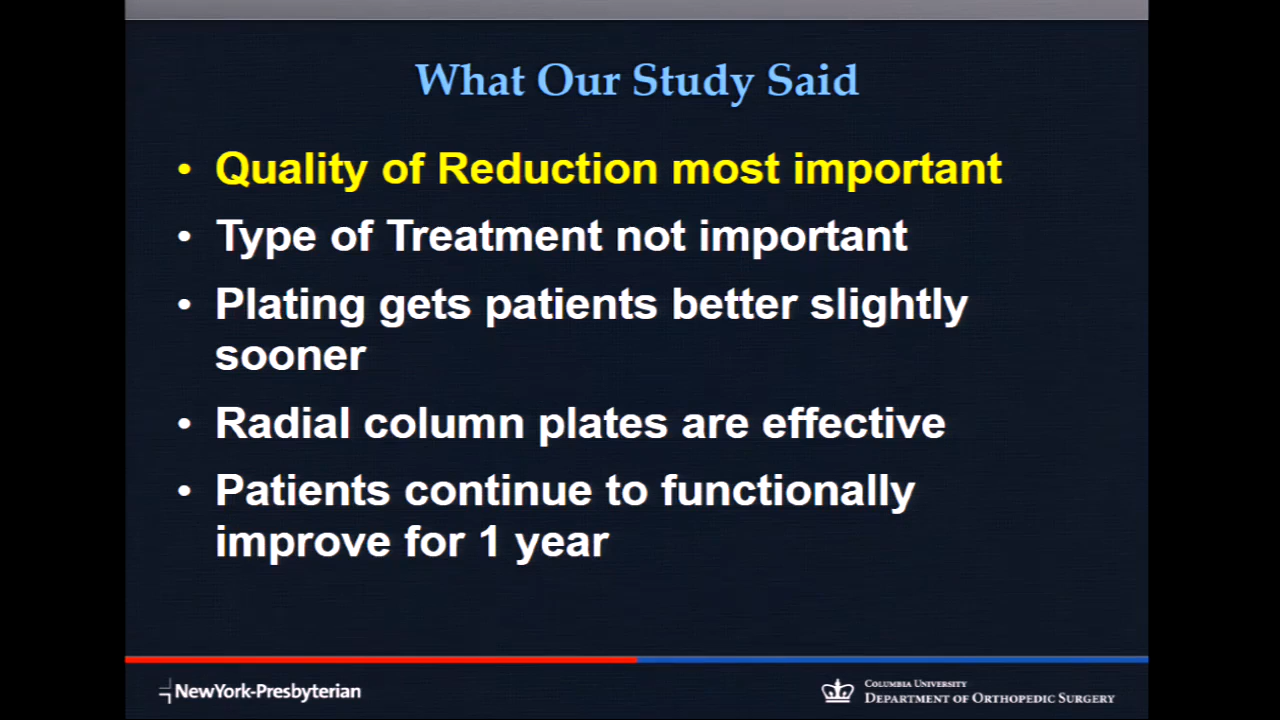 What Our Study Said
• Quality of Reduction most important
• Type of Treatment not important
• Plating gets patients better slightly
sooner
• Radial column plates are effective
• Patients continue to functionally
improve for 1 year
NewYork-Presbyterian
Columbia University
Department of Orthopedic Surgery